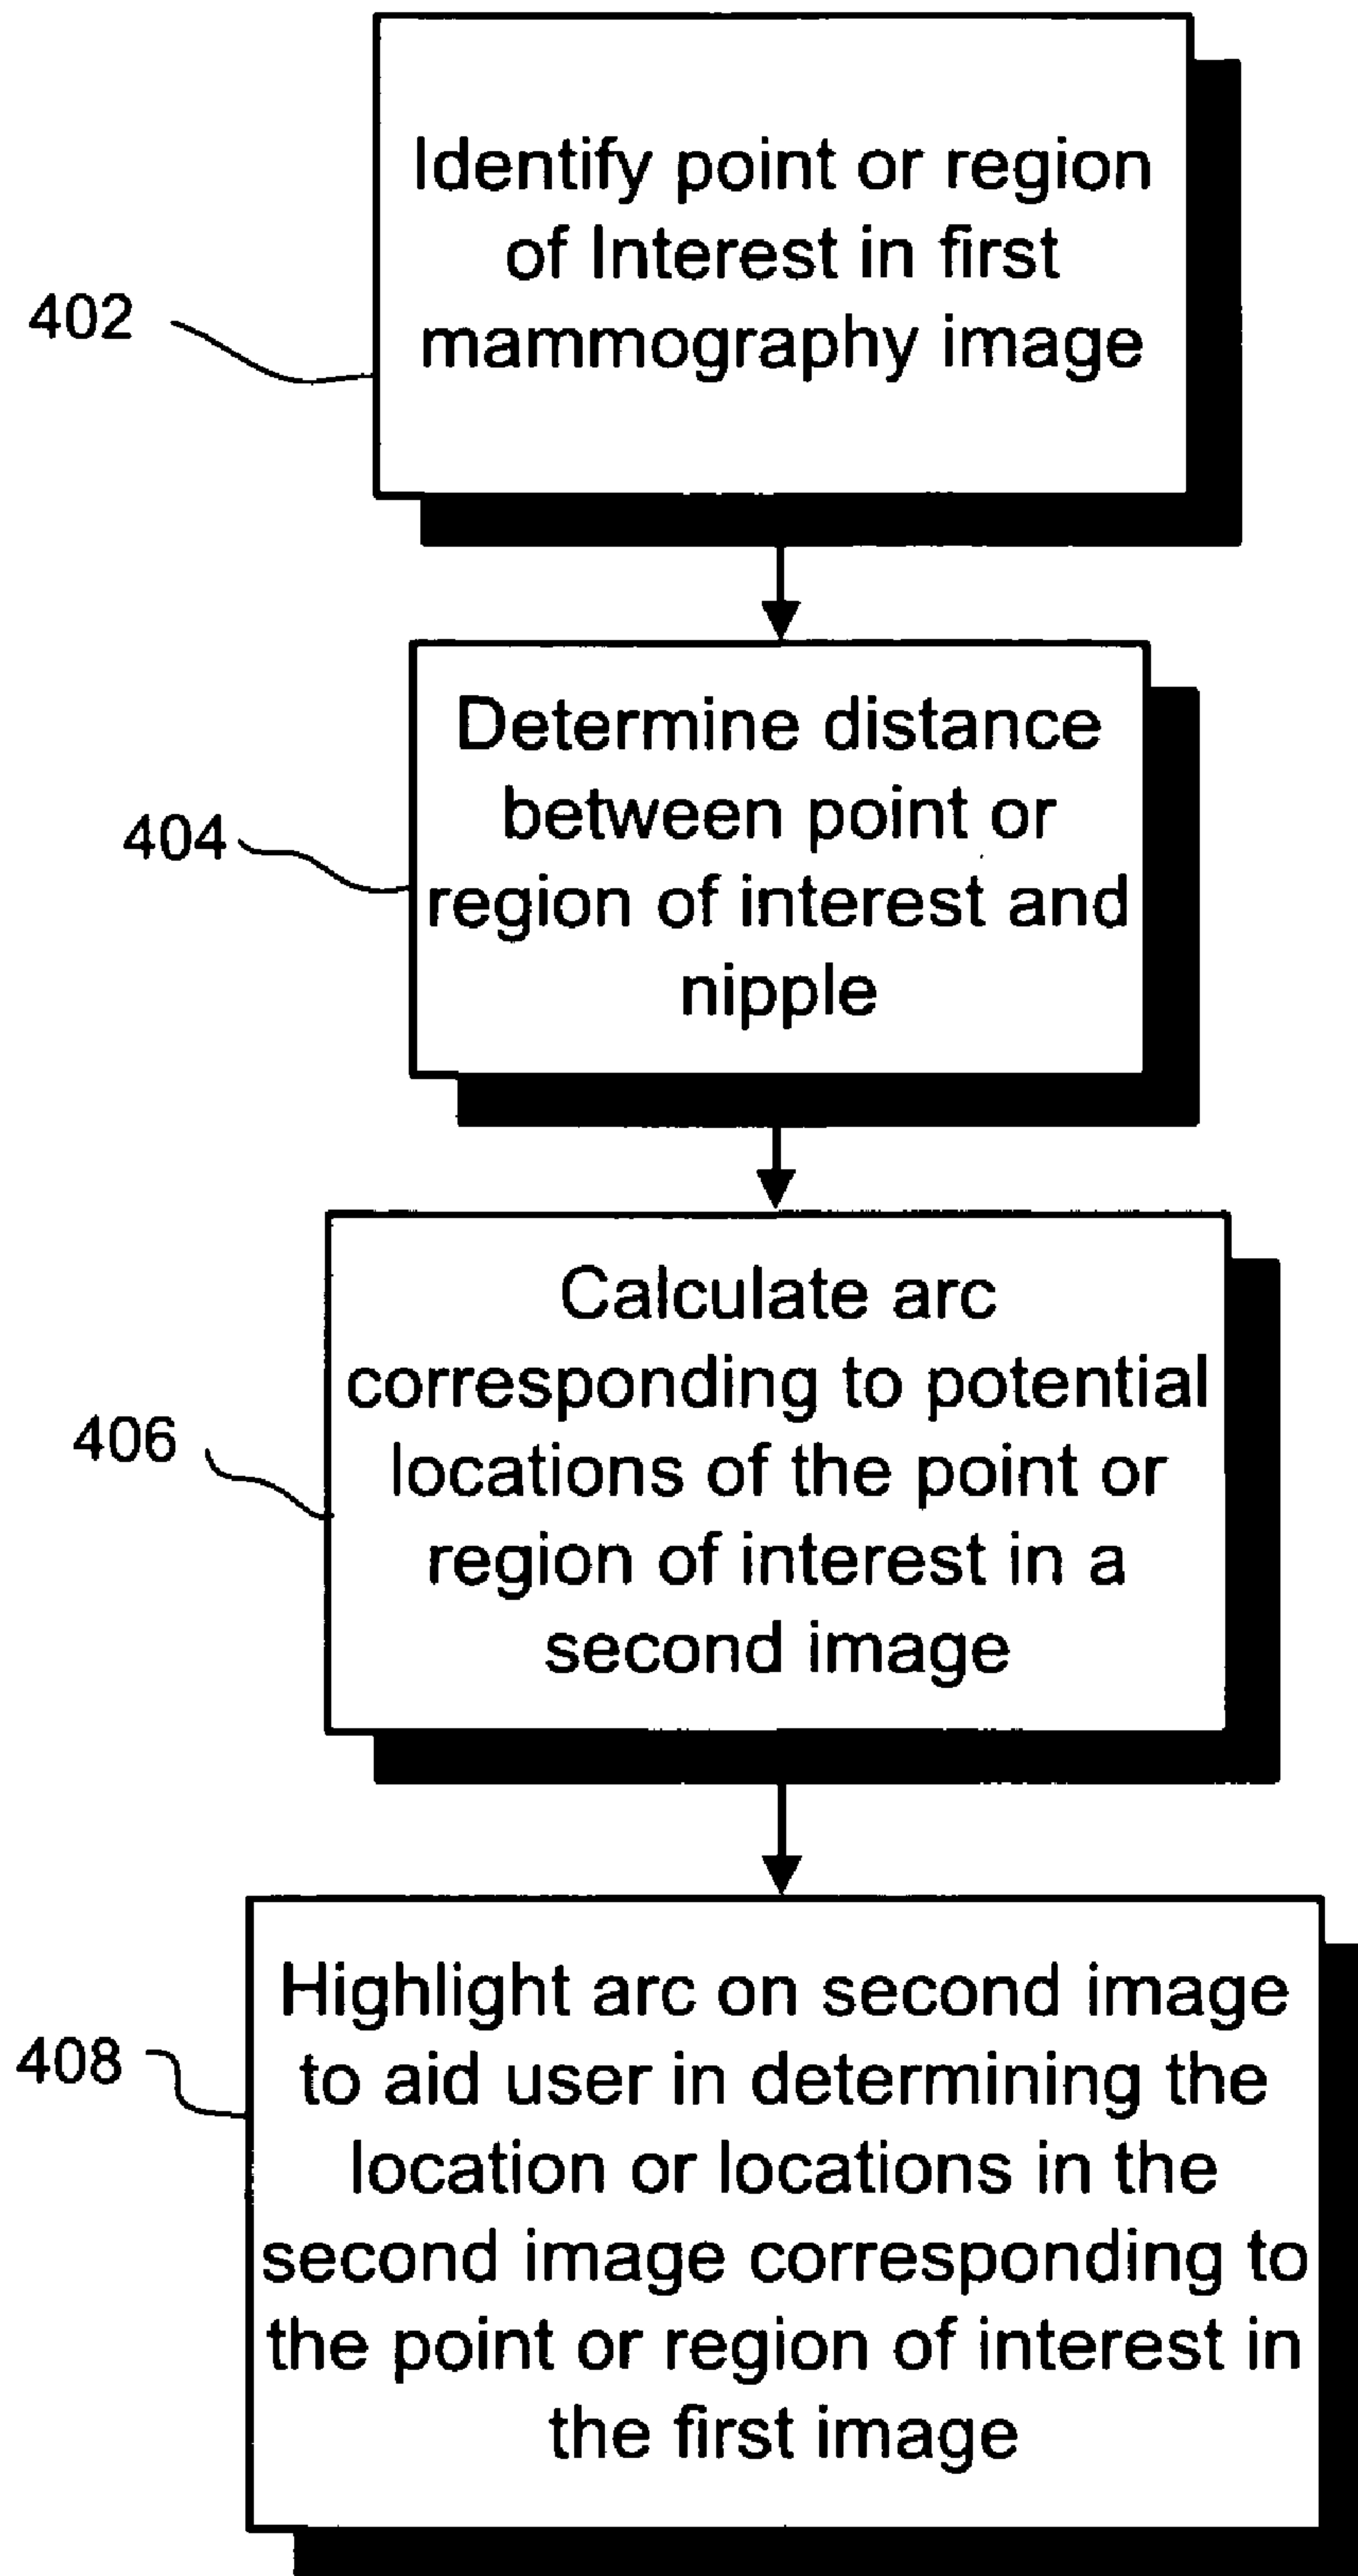 Identify point or region
of Interest in first
mammography image
402
Determine distance
between point or
region of interest and
nipple
404
Calculate arc
corresponding to potential
locations of the point or
region of interest in a
second image
406
Highlight arc on second image
to aid user in determining the
location or locations in the
second image corresponding to
the point or region of interest in
the first image
408